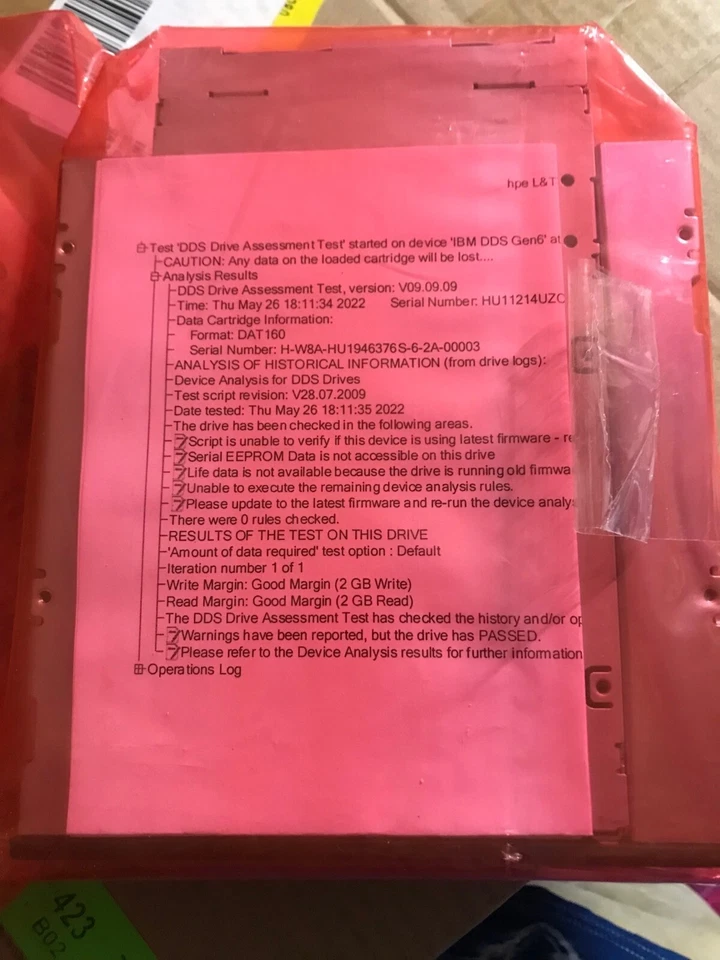 hpe L&T
Test 'DDS Drive Assessment Test' started on device 'IBM DDS Gen6' at
CAUTION: Any data on the loaded cartridge will be lost....
Analysis Results
DDS Drive Assessment Test, version: V09.09.09
Time: Thu May 26 18:11:34 2022 Serial Number: HU11214UZC
Data Cartridge Information:
Format: DAT160
Serial Number: H-W8A-HU1946376S-6-2A-00003
ANALYSIS OF HISTORICAL INFORMATION (from drive logs):
Device Analysis for DDS Drives
Test script revision: V28.07.2009
Date tested: Thu May 26 18:11:35 2022
The drive has been checked in the following areas.
Script is unable to verify if this device is using latest firmware - re
Serial EEPROM Data is not accessible on this drive
Life data is not available because the drive is running old firmwa
Unable to execute the remaining device analysis rules.
Please update to the latest firmware and re-run the device analys
There were 0 rules checked.
RESULTS OF THE TEST ON THIS DRIVE
'Amount of data required' test option : Default
Iteration number 1 of 1
Write Margin: Good Margin (2 GB Write)
Read Margin: Good Margin (2 GB Read)
The DDS Drive Assessment Test has checked the history and/or op
Warnings have been reported, but the drive has PASSED.
Please refer to the Device Analysis results for further information
Operations Log
423
B02